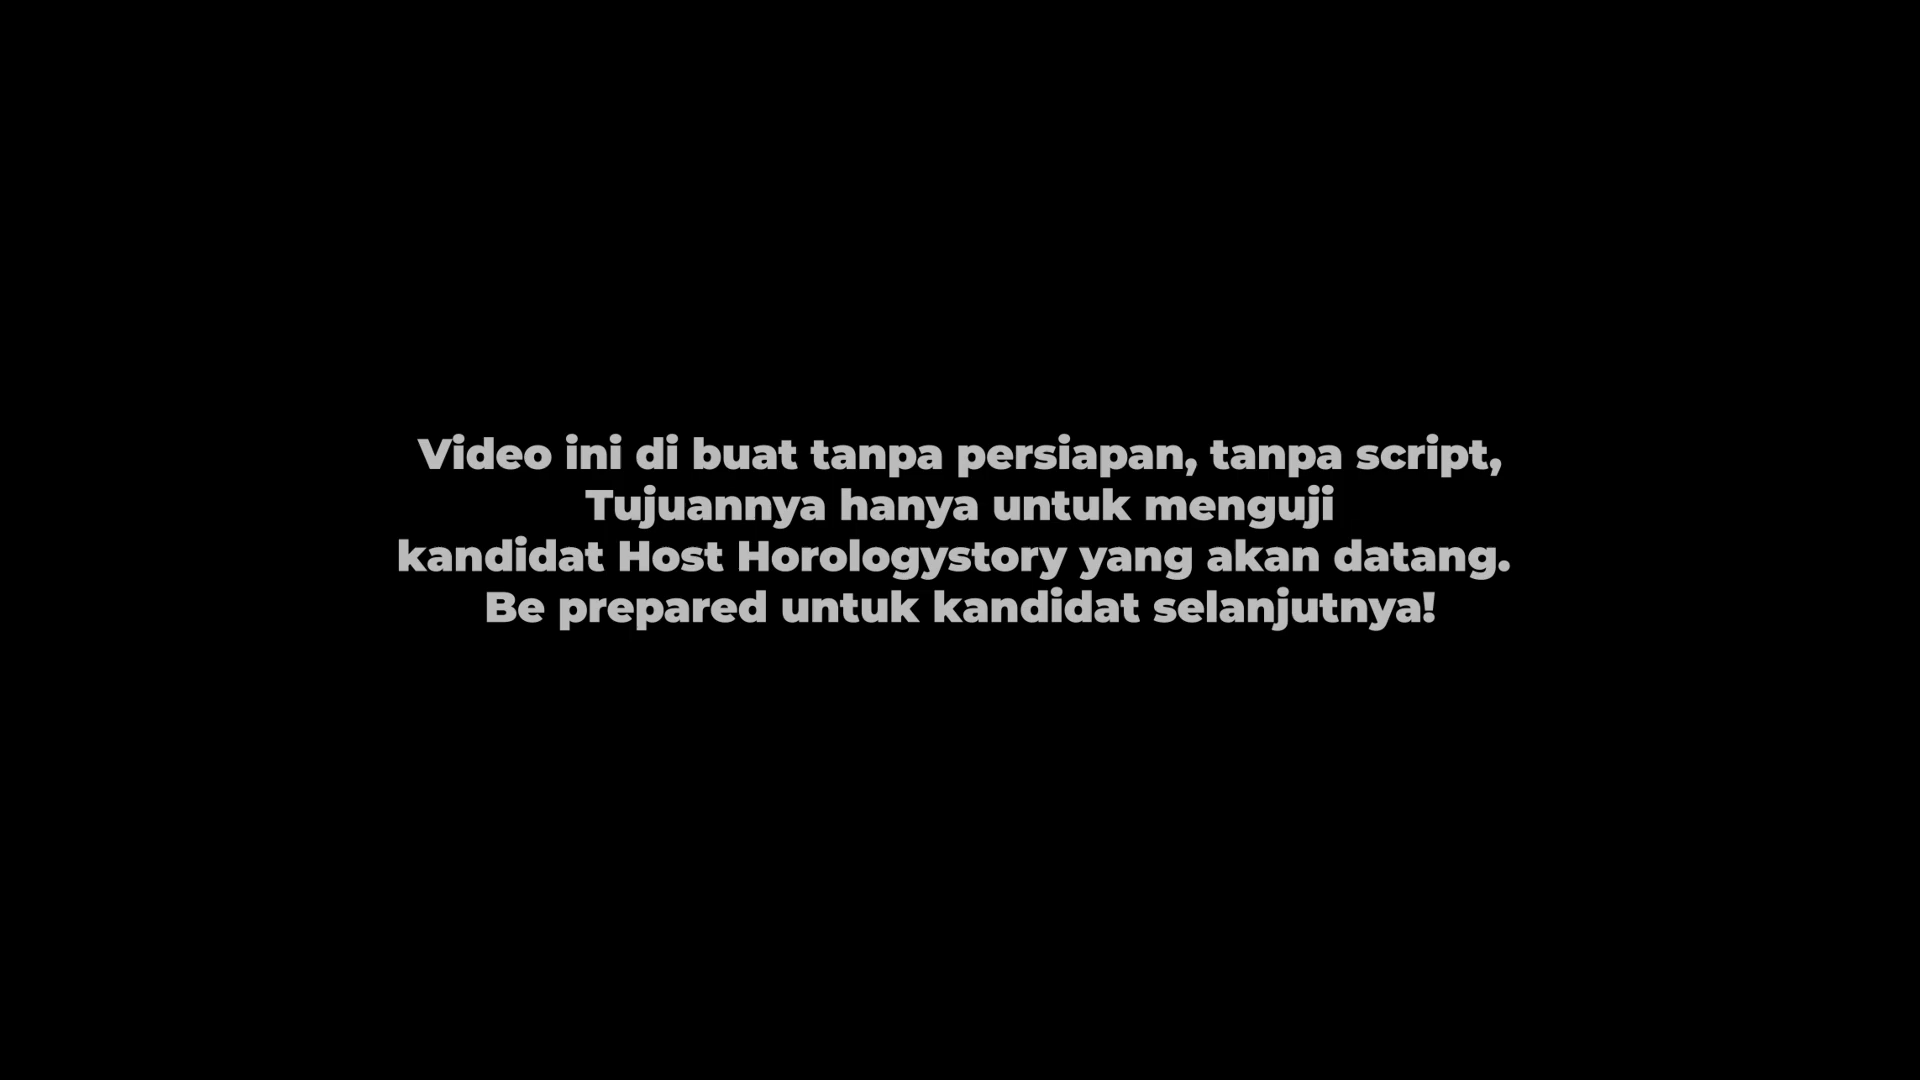 Video ini di buat tanpa persiapan, tanpa script,
Tujuannya hanya untuk menguji
kandidat Host Horologystory yang akan datang.
Be prepared untuk kandidat selanjutnya!